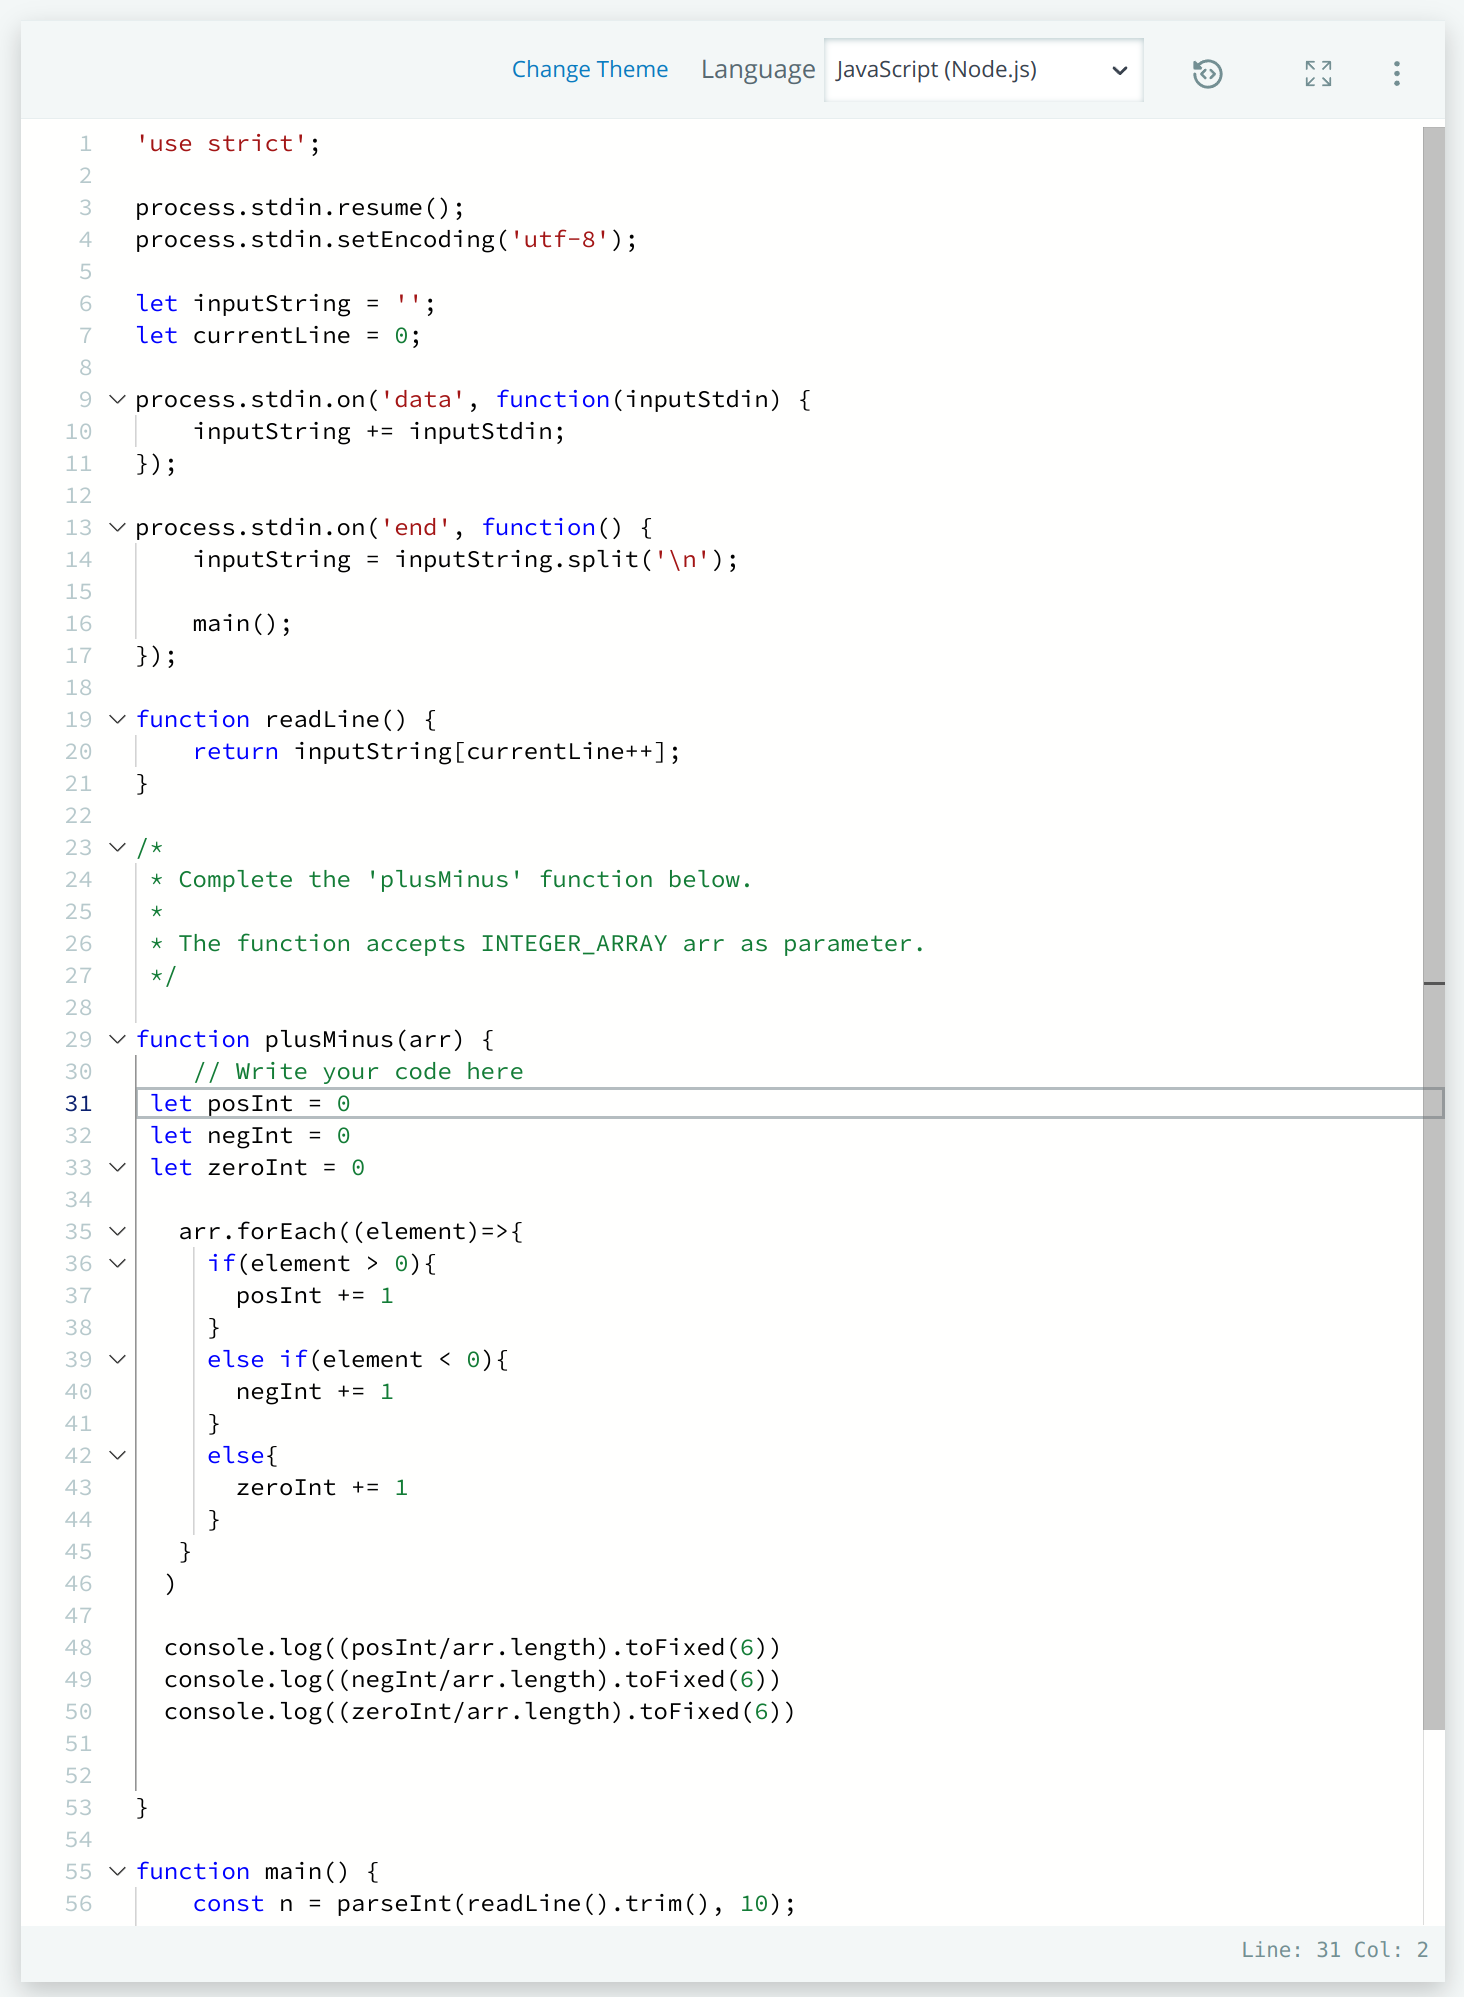 Change Theme Language JavaScript (Node.js)
1 'use strict';
2
3 process.stdin.resume();
4 process.stdin.setEncoding('utf-8');
5
6 let inputString = '';
7 let currentLine = 0;
8
9 process.stdin.on('data', function(inputStdin) {
10     inputString += inputStdin;
11 });
12
13 process.stdin.on('end', function() {
14     inputString = inputString.split('\n');
15
16     main();
17 });
18
19 function readLine() {
20     return inputString[currentLine++];
21 }
22
23 /*
24  * Complete the 'plusMinus' function below.
25  *
26  * The function accepts INTEGER_ARRAY arr as parameter.
27  */
28
29 function plusMinus(arr) {
30     // Write your code here
31  let posInt = 0
32  let negInt = 0
33  let zeroInt = 0
34
35    arr.forEach((element)=>{
36      if(element > 0){
37        posInt += 1
38      }
39      else if(element < 0){
40        negInt += 1
41      }
42      else{
43        zeroInt += 1
44      }
45    }
46   )
47
48   console.log((posInt/arr.length).toFixed(6))
49   console.log((negInt/arr.length).toFixed(6))
50   console.log((zeroInt/arr.length).toFixed(6))
51
52
53 }
54
55 function main() {
56     const n = parseInt(readLine().trim(), 10);
Line: 31 Col: 2